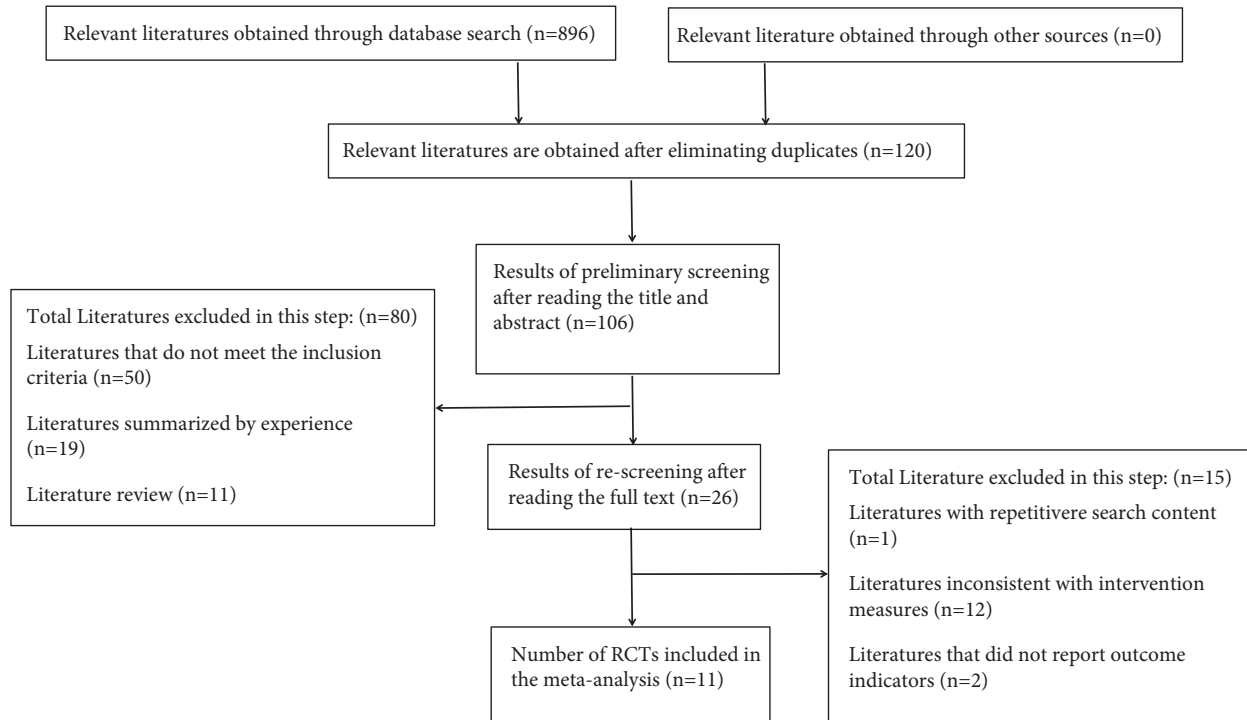 Relevant literatures obtained through database search (n=896)
Relevant literature obtained through other sources (n=0)
Relevant literatures are obtained after eliminating duplicates (n=120)
Results of preliminary screening
after reading the title and
abstract (n=106)
Total Literatures excluded in this step: (n=80)
Literatures that do not meet the inclusion
criteria (n=50)
Literatures summarized by experience
(n=19)
Literature review (n=11)
Results of re-screening after
reading the full text (n=26)
Total Literature excluded in this step: (n=15)
Literatures with repetitivere search content
(n=1)
Literatures inconsistent with intervention
measures (n=12)
Literatures that did not report outcome
indicators (n=2)
Number of RCTs included in
the meta-analysis (n=11)